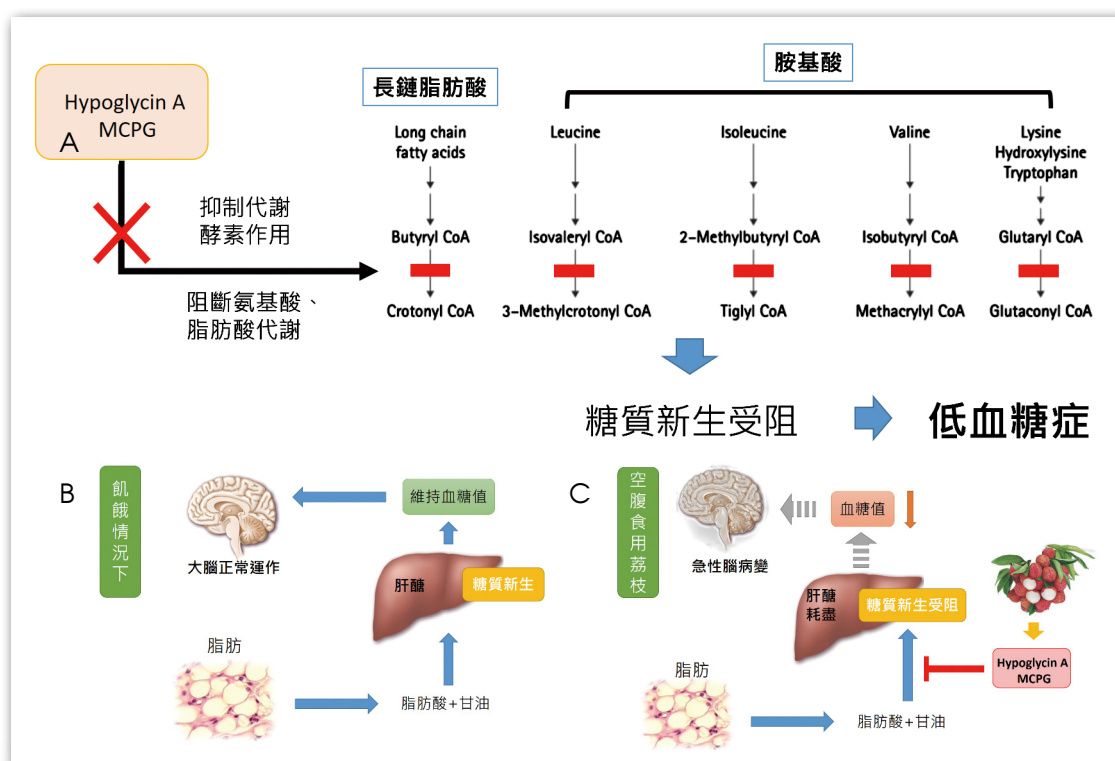 Hypoglycin A
MCPG
A
抑制代謝
酵素作用
阻斷氨基酸、
脂肪酸代謝
長鏈脂肪酸
胺基酸
Long chain
fatty acids
Leucine
Isoleucine
Valine
Lysine
Hydroxylysine
Tryptophan
Butyryl CoA
Isovaleryl CoA
2-Methylbutyryl CoA
Isobutyryl CoA
Glutaryl CoA
Crotonyl CoA
3-Methylcrotonyl CoA
Tiglyl CoA
Methacrylyl CoA
Glutaconyl CoA
糖質新生受阻
低血糖症
B
飢餓情況下
大腦正常運作
維持血糖值
肝醣
糖質新生
脂肪
脂肪酸+甘油
C
空腹食用荔枝
急性腦病變
血糖值
肝醣
耗盡
糖質新生受阻
Hypoglycin A
MCPG
脂肪
脂肪酸+甘油